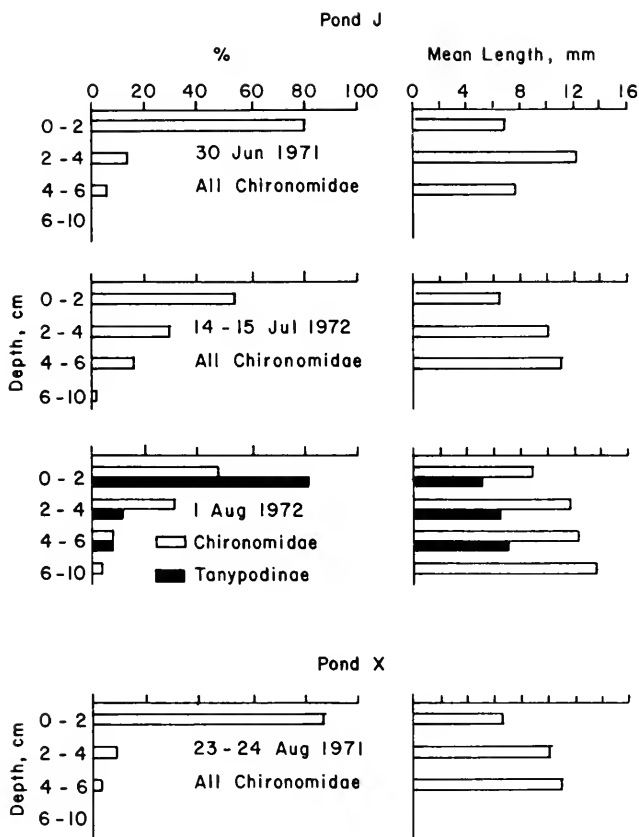 Pond J
% Mean Length, mm
0 20 40 60 80 100 0 4 8 12 16
0-2
2-4 30 Jun 1971
4-6 All Chironomidae
6-10
Depth, cm
0-2
2-4 14-15 Jul 1972
4-6 All Chironomidae
6-10
0-2
2-4 1 Aug 1972
4-6 Chironomidae
6-10 Tanypodinae
Pond X
Depth, cm
0-2
2-4 23-24 Aug 1971
4-6 All Chironomidae
6-10